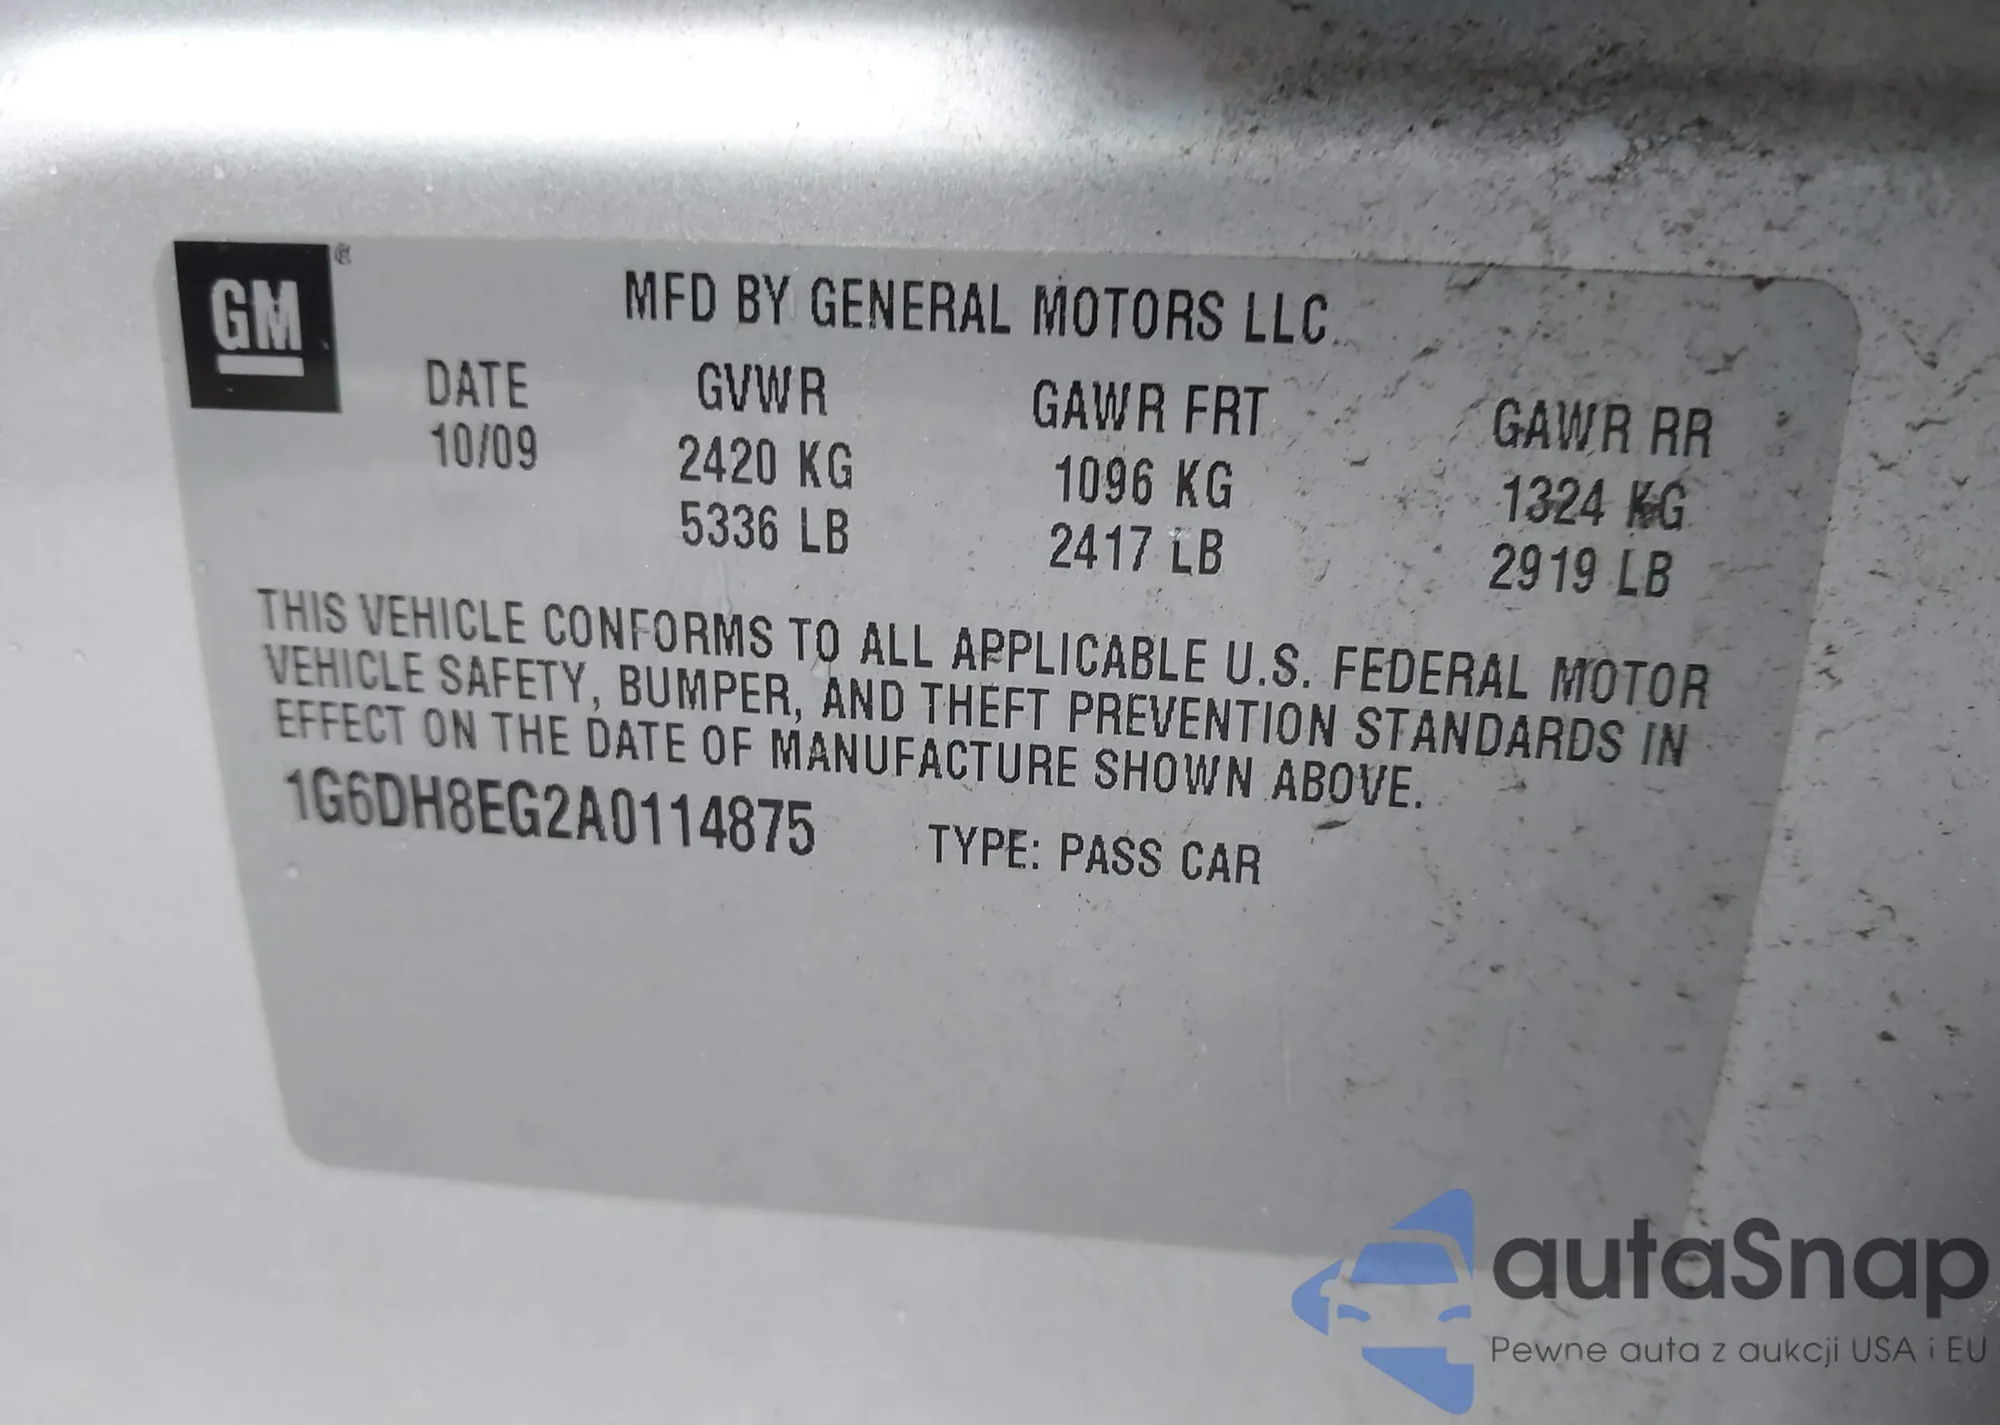 GM®
MFD BY GENERAL MOTORS LLC
DATE GVWR GAWR FRT GAWR RR
10/09 2420 KG 1096 KG 1324 KG
5336 LB 2417 LB 2919 LB
THIS VEHICLE CONFORMS TO ALL APPLICABLE U.S. FEDERAL MOTOR
VEHICLE SAFETY, BUMPER, AND THEFT PREVENTION STANDARDS IN
EFFECT ON THE DATE OF MANUFACTURE SHOWN ABOVE.
1G6DH8EG2A0114875 TYPE: PASS CAR
autaSnap
Pewne auta z aukcji USA i EU